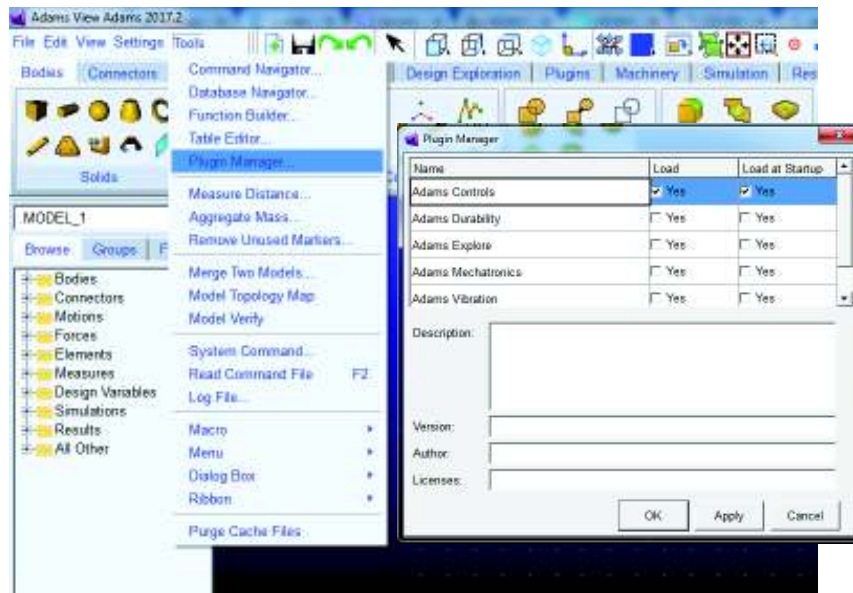 Adams View Adams 2017.2
File Edit View Settings Tools
Bodies Connectors
Design Exploration Plugins Machinery Simulation Res
Solids
MODEL_1
Browse Groups F
Bodies
Connectors
Motions
Forces
Elements
Measures
Design Variables
Simulations
Results
All Other
Command Navigator...
Database Navigator...
Function Builder...
Table Editor...
Plugin Manager...
Measure Distance...
Aggregate Mass...
Remove Unused Markers...
Merge Two Models...
Model Topology Map
Model Verify
System Command...
Read Command File F2
Log File...
Macro
Menu
Dialog Box
Ribbon
Purge Cache Files
Plugin Manager
Name Load Load at Startup
Adams Controls Yes Yes
Adams Durability Yes Yes
Adams Explore Yes Yes
Adams Mechatronics Yes Yes
Adams Vibration Yes Yes
Description:
Version:
Author:
Licenses:
OK Apply Cancel